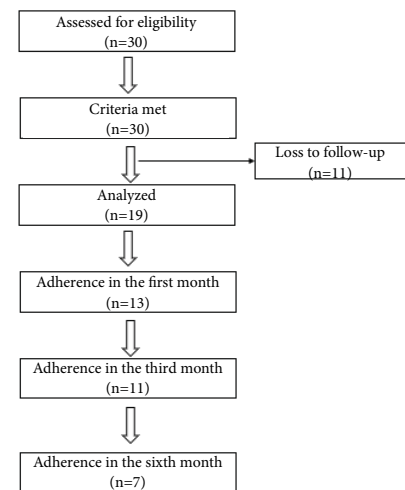 Assessed for eligibility
(n=30)
Criteria met
(n=30)
Loss to follow-up
(n=11)
Analyzed
(n=19)
Adherence in the first month
(n=13)
Adherence in the third month
(n=11)
Adherence in the sixth month
(n=7)